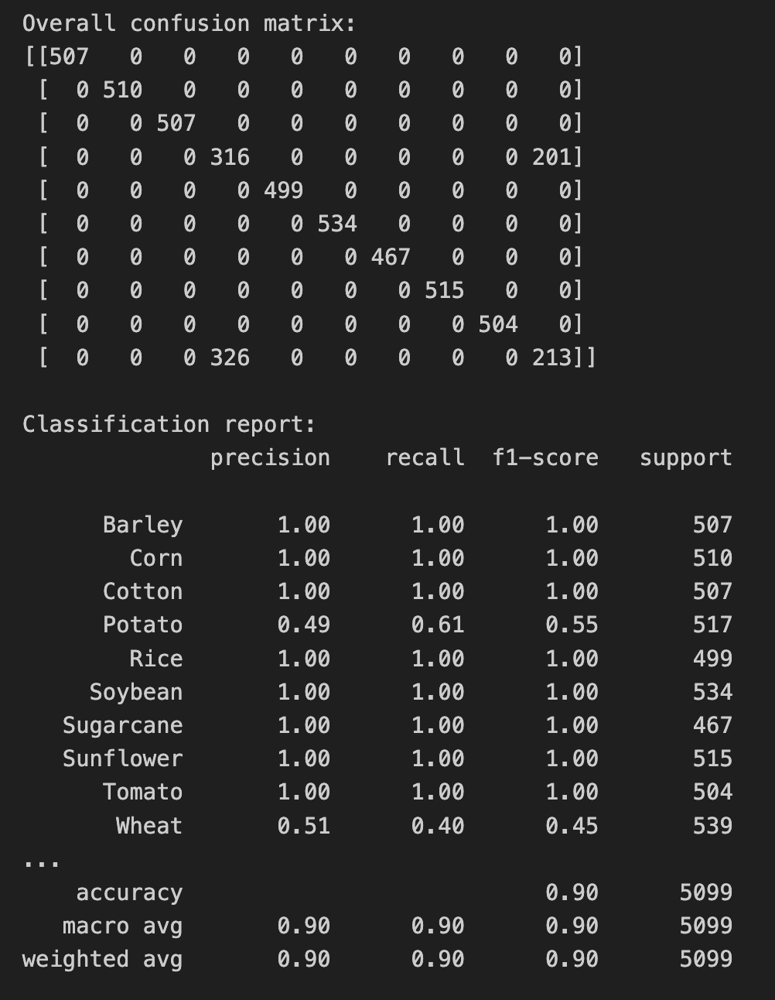 Overall confusion matrix:
[[507   0   0   0   0   0   0   0   0   0]
 [  0 510   0   0   0   0   0   0   0   0]
 [  0   0 507   0   0   0   0   0   0   0]
 [  0   0   0 316   0   0   0   0   0 201]
 [  0   0   0   0 499   0   0   0   0   0]
 [  0   0   0   0   0 534   0   0   0   0]
 [  0   0   0   0   0   0 467   0   0   0]
 [  0   0   0   0   0   0   0 515   0   0]
 [  0   0   0   0   0   0   0   0 504   0]
 [  0   0   0 326   0   0   0   0   0 213]]
Classification report:
              precision    recall  f1-score   support
      Barley       1.00      1.00      1.00       507
        Corn       1.00      1.00      1.00       510
      Cotton       1.00      1.00      1.00       507
      Potato       0.49      0.61      0.55       517
        Rice       1.00      1.00      1.00       499
     Soybean       1.00      1.00      1.00       534
   Sugarcane       1.00      1.00      1.00       467
   Sunflower       1.00      1.00      1.00       515
      Tomato       1.00      1.00      1.00       504
       Wheat       0.51      0.40      0.45       539
...
    accuracy                           0.90      5099
   macro avg       0.90      0.90      0.90      5099
weighted avg       0.90      0.90      0.90      5099